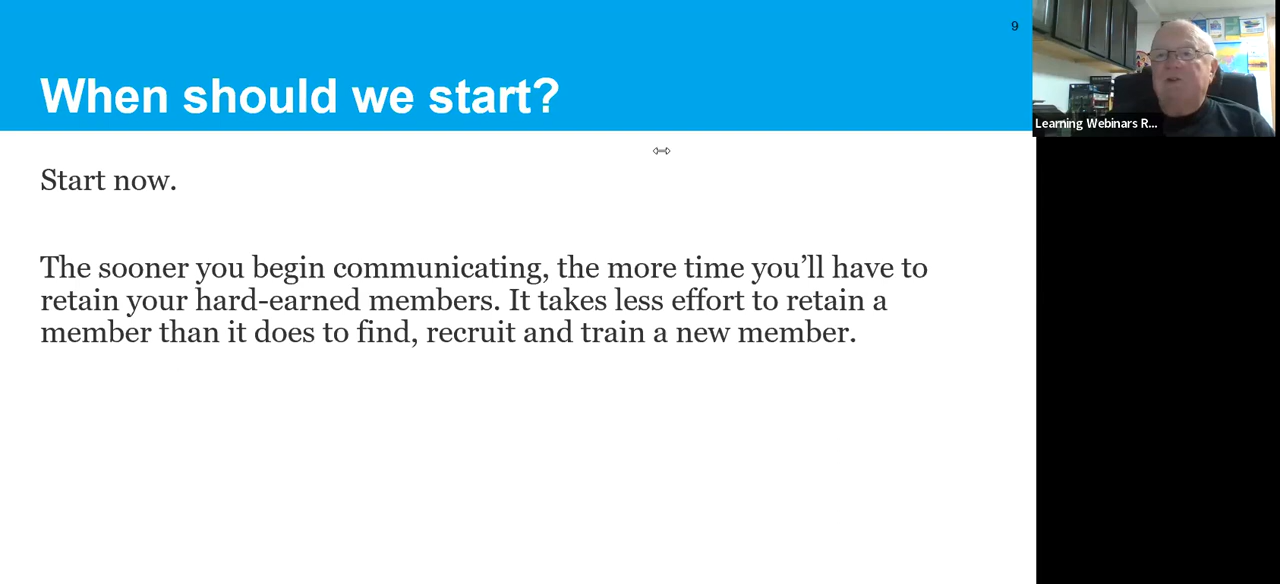 9
When should we start?
Learning Webinars R...
Start now.
The sooner you begin communicating, the more time you’ll have to
retain your hard-earned members. It takes less effort to retain a
member than it does to find, recruit and train a new member.